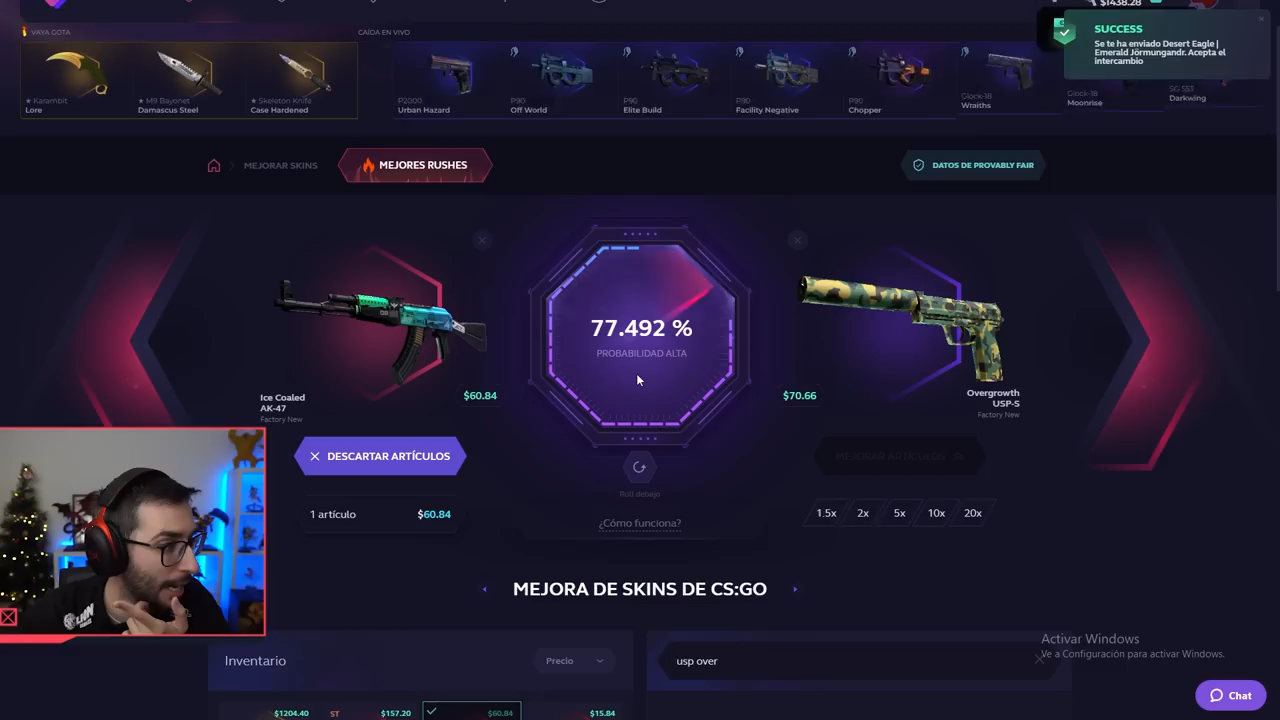 $1438.28
SUCCESS
Se te ha enviado Desert Eagle |
Emerald Jörmungandr. Acepta el
intercambio
VAYA GOTA
CAÍDA EN VIVO
★ Karambit
Lore
★ M9 Bayonet
Damascus Steel
★ Skeleton Knife
Case Hardened
P2000
Urban Hazard
P90
Off World
P90
Elite Build
P90
Facility Negative
P90
Chopper
Glock-18
Wraiths
Glock-18
Moonrise
SG 553
Darkwing
MEJORAR SKINS
MEJORES RUSHES
DATOS DE PROVABLY FAIR
77.492 %
PROBABILIDAD ALTA
Ice Coaled
AK-47
Factory New
$60.84
$70.66
Overgrowth
USP-S
Factory New
DESCARTAR ARTÍCULOS
MEJORAR ARTÍCULOS
Roll debajo
1 artículo
$60.84
¿Cómo funciona?
1.5x
2x
5x
10x
20x
MEJORA DE SKINS DE CS:GO
Inventario
Precio
usp over
Activar Windows
Ve a Configuración para activar Windows.
$1204.40
ST
$157.20
$60.84
$15.84
Chat